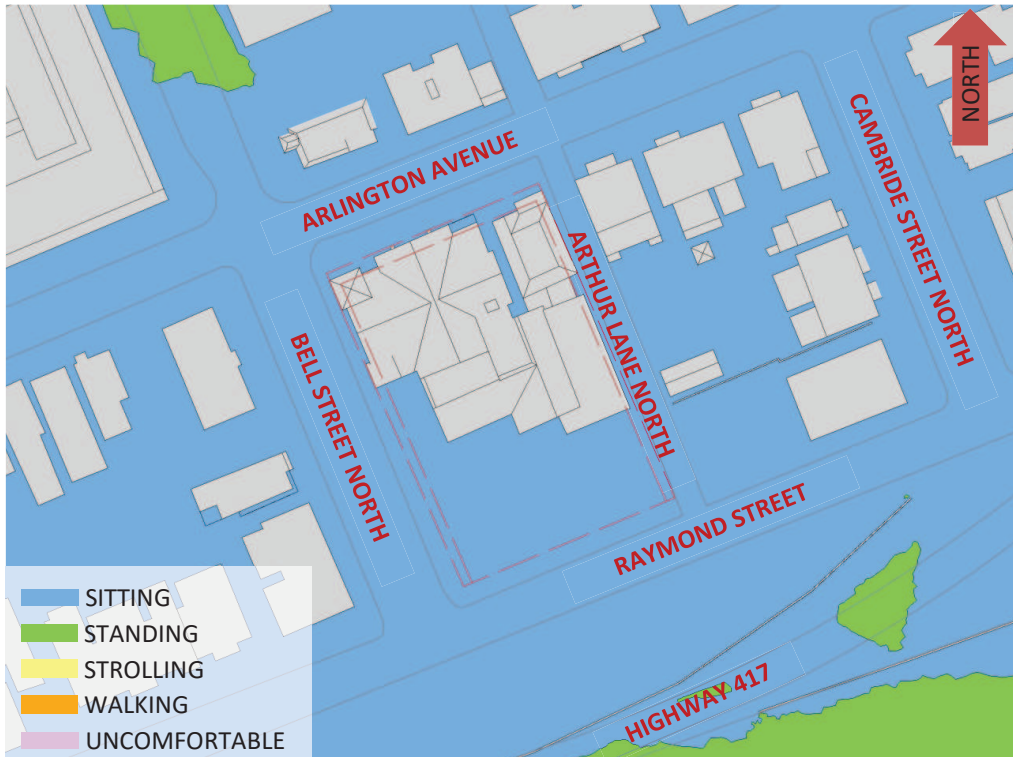 NORTH
ARLINGTON AVENUE
CAMBRIDE STREET NORTH
ARTHUR LANE NORTH
BELL STREET NORTH
RAYMOND STREET
HIGHWAY 417
SITTING
STANDING
STROLLING
WALKING
UNCOMFORTABLE